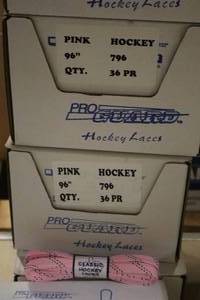 Hockey Laces
PINK HOCKEY
96" 796
QTY. 36 PR
PRO
GUARD
Hockey Laces
PINK HOCKEY
96" 796
QTY. 36 PR
PRO
GUARD
Hockey Laces
CLASSIC
HOCKEY